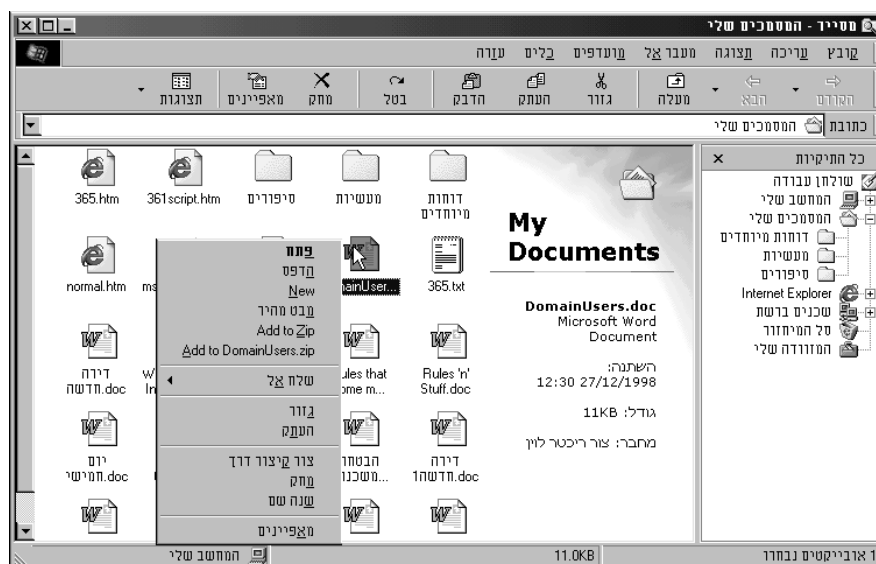 מסייר - המסמכים שלי
קובץ עריכה תצוגה מעבר אל מועדפים כלים עזרה
הקודם הבא מעלה גזור העתק הדבק בטל מחק מאפיינים תצוגות
כתובת המסמכים שלי
כל התיקיות
שולחן עבודה
המחשב שלי
המסמכים שלי
דוחות מיוחדים
מעשיות
סיפורים
Internet Explorer
שכנים ברשת
סל המיחזור
המזוודה שלי
My
Documents
DomainUsers.doc
Microsoft Word
Document
השתנה:
12:30 27/12/1998
גודל: 11KB
מחבר: צור ריכטר לוין
דוחות מיוחדים
מעשיות
סיפורים
361script.htm
365.htm
365.txt
normal.htm
Rules 'n' Stuff.doc
דירה חדשה.doc
דירה חדשה1.doc
יום חמישי.doc
פתח
הדפס
New
מבט מהיר
Add to Zip
Add to DomainUsers.zip
שלח אל
גזור
העתק
צור קיצור דרך
מחק
שנה שם
מאפיינים
1 אובייקטים נבחרו
11.0KB
המחשב שלי